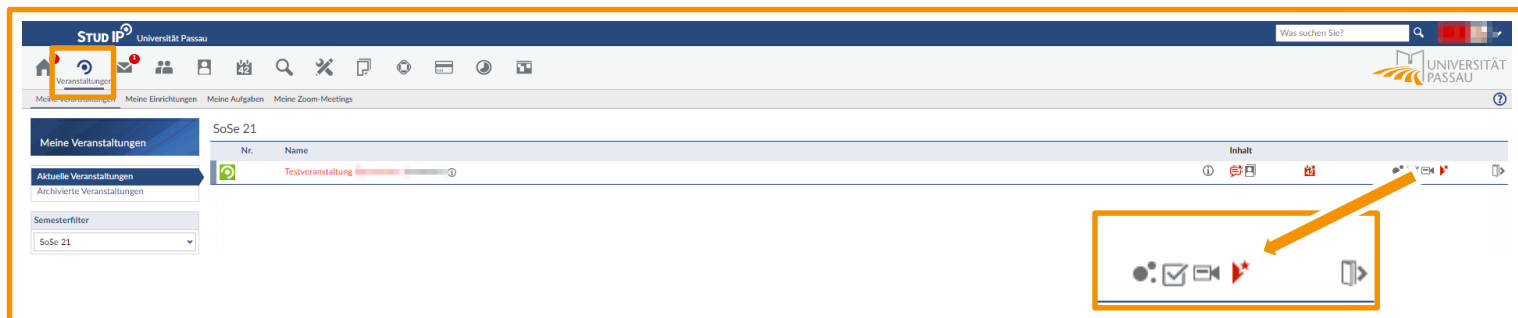 STUD IP Universität Passau
Was suchen Sie?
Veranstaltungen
UNIVERSITÄT
PASSAU
Meine Veranstaltungen Meine Einrichtungen Meine Aufgaben Meine Zoom-Meetings
Meine Veranstaltungen
SoSe 21
Nr. Name Inhalt
Aktuelle Veranstaltungen
Testveranstaltung
Archivierte Veranstaltungen
Semesterfilter
SoSe 21